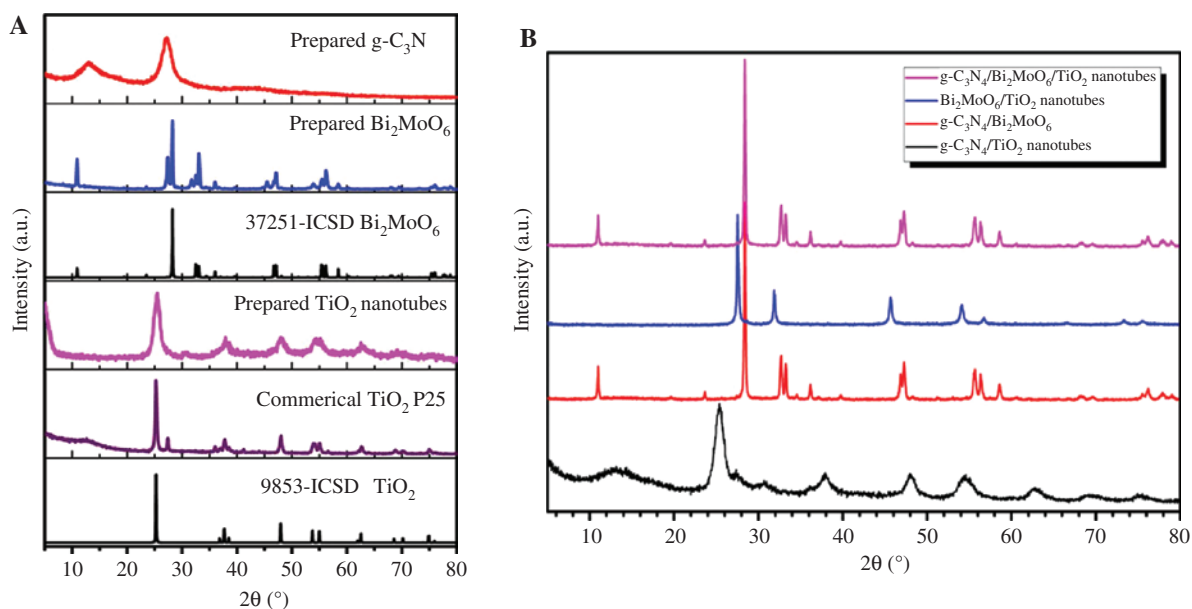 A
Prepared g-C₃N
Prepared Bi₂MoO₆
37251-ICSD Bi₂MoO₆
Prepared TiO₂ nanotubes
Commerical TiO₂ P25
9853-ICSD TiO₂
Intensity (a.u.)
10 20 30 40 50 60 70 80
2θ (°)
B
g-C₃N₄/Bi₂MoO₆/TiO₂ nanotubes
Bi₂MoO₆/TiO₂ nanotubes
g-C₃N₄/Bi₂MoO₆
g-C₃N₄/TiO₂ nanotubes
Intensity (a.u.)
10 20 30 40 50 60 70 80
2θ (°)